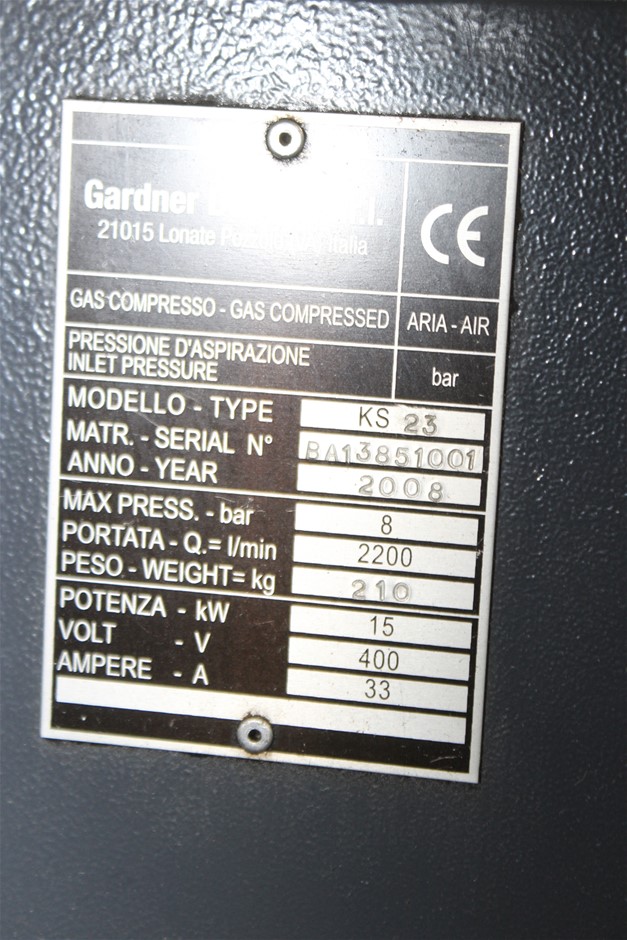 Gardner
21015 Lonate Italia
CE
GAS COMPRESSO - GAS COMPRESSED ARIA - AIR
PRESSIONE D'ASPIRAZIONE
INLET PRESSURE bar
MODELLO - TYPE KS 23
MATR. - SERIAL N° BA13851001
ANNO - YEAR 2008
MAX PRESS. - bar 8
PORTATA - Q.= l/min 2200
PESO - WEIGHT= kg 210
POTENZA - kW 15
VOLT - V 400
AMPERE - A 33